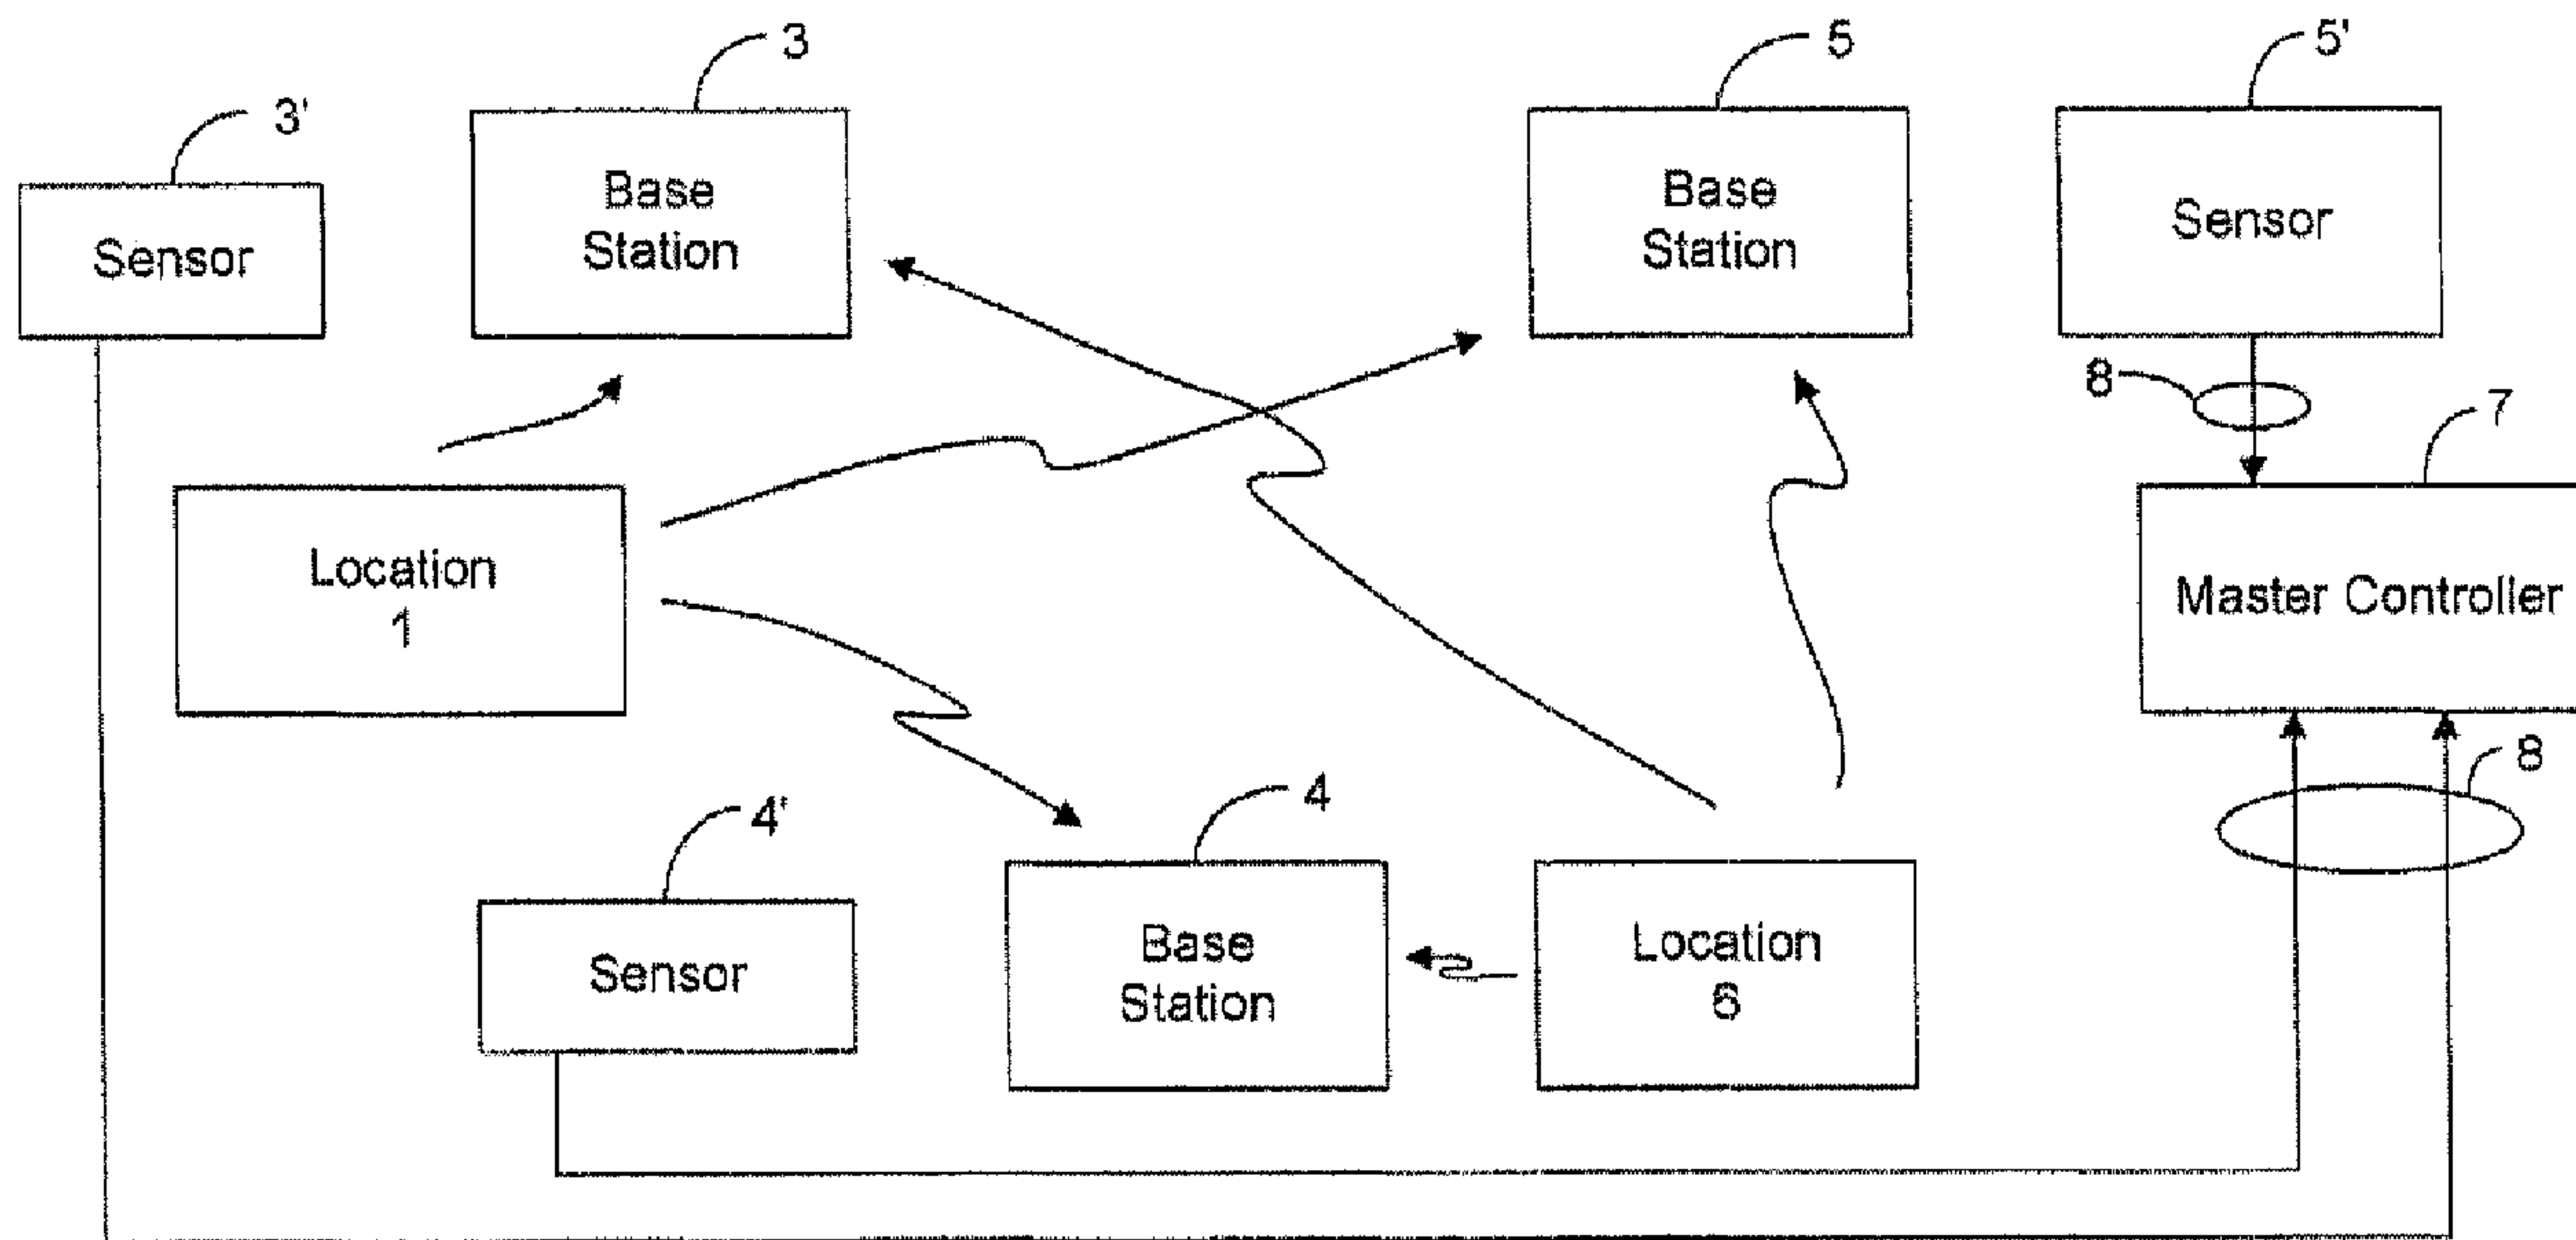 3
5
5'
3'
Base
Station
Base
Station
Sensor
Sensor
8
7
Location
1
Master Controller
8
4'
4
Sensor
Base
Station
Location
6